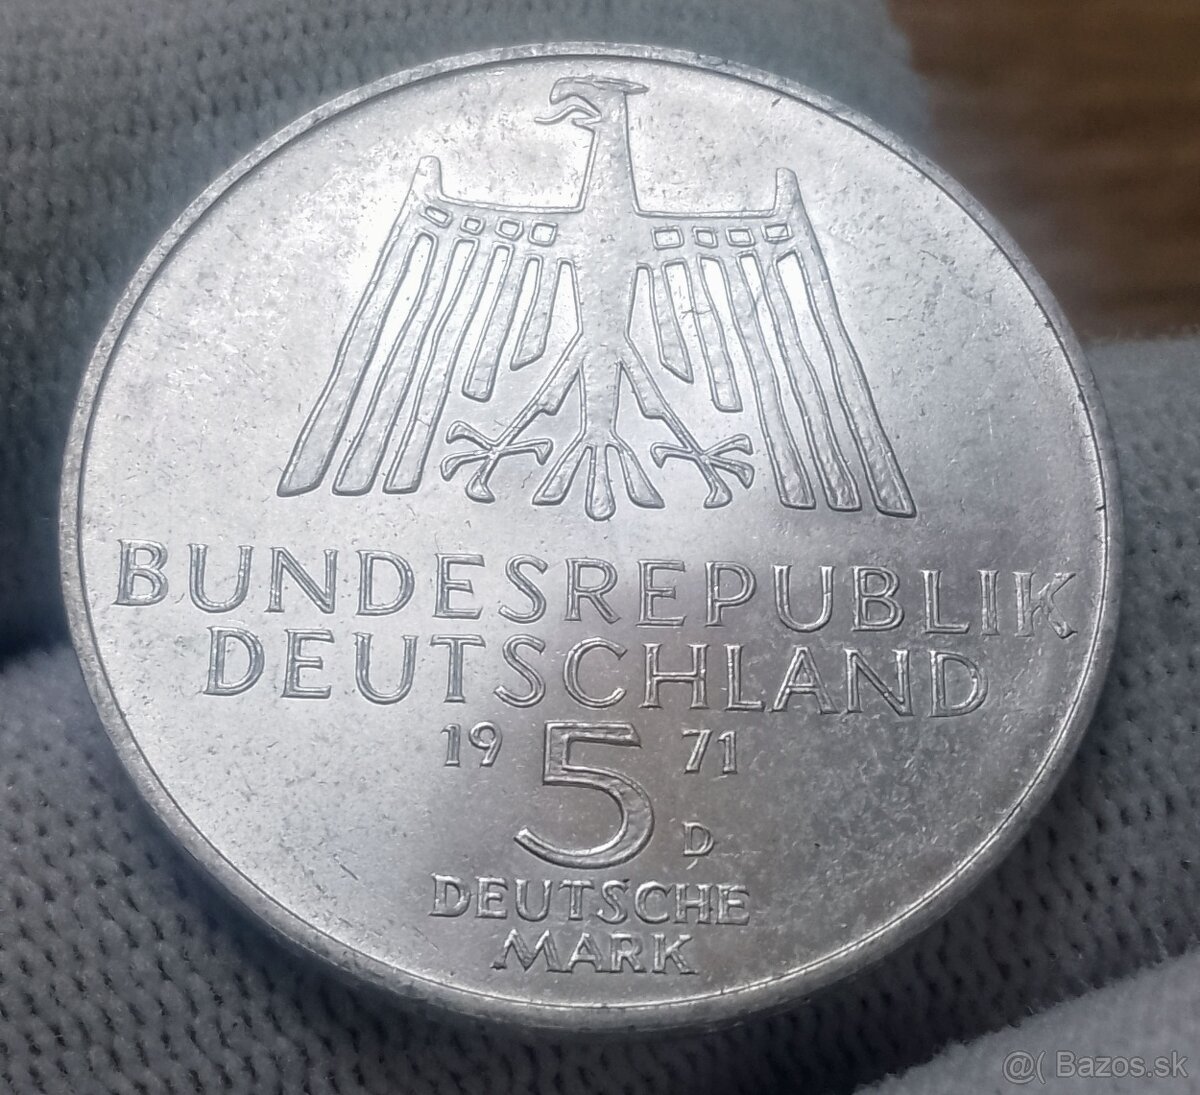 BUNDESREPUBLIK
DEUTSCHLAND
19 5 71
D
DEUTSCHE
MARK
@( Bazos.sk